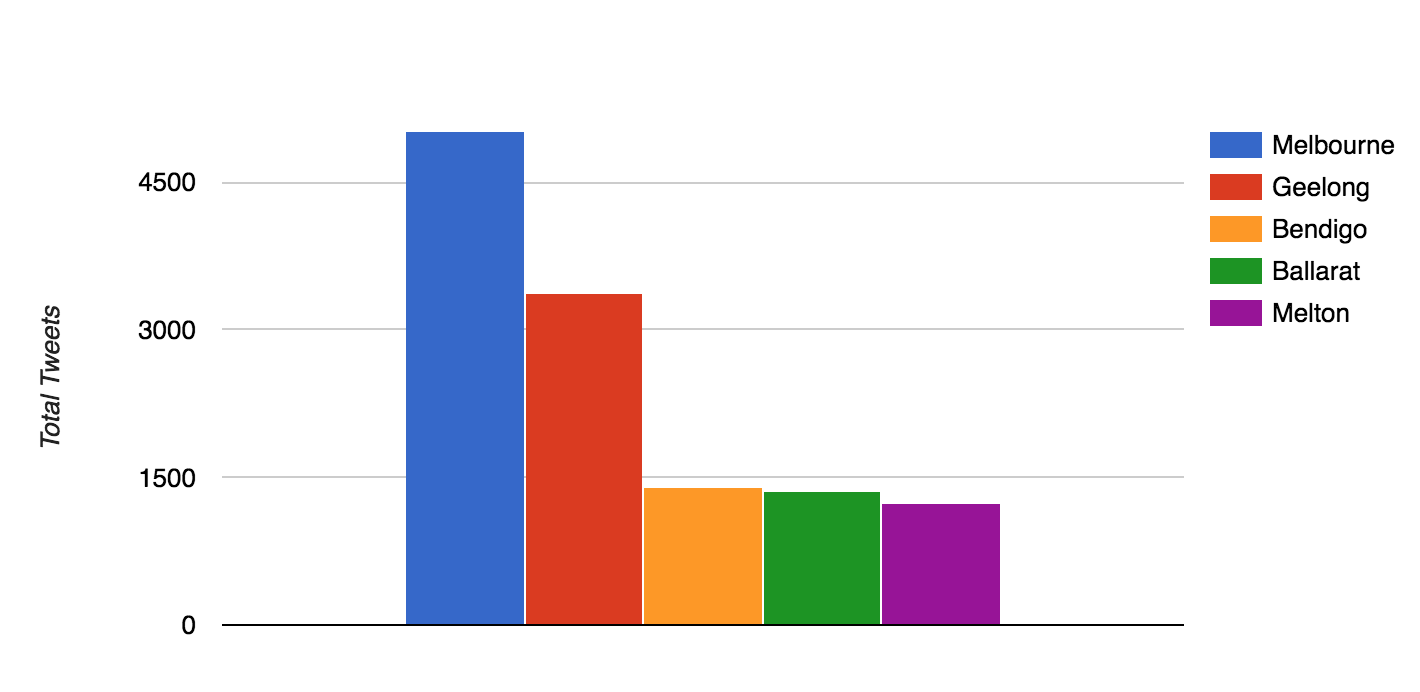 Total Tweets
4500
3000
1500
0
Melbourne
Geelong
Bendigo
Ballarat
Melton